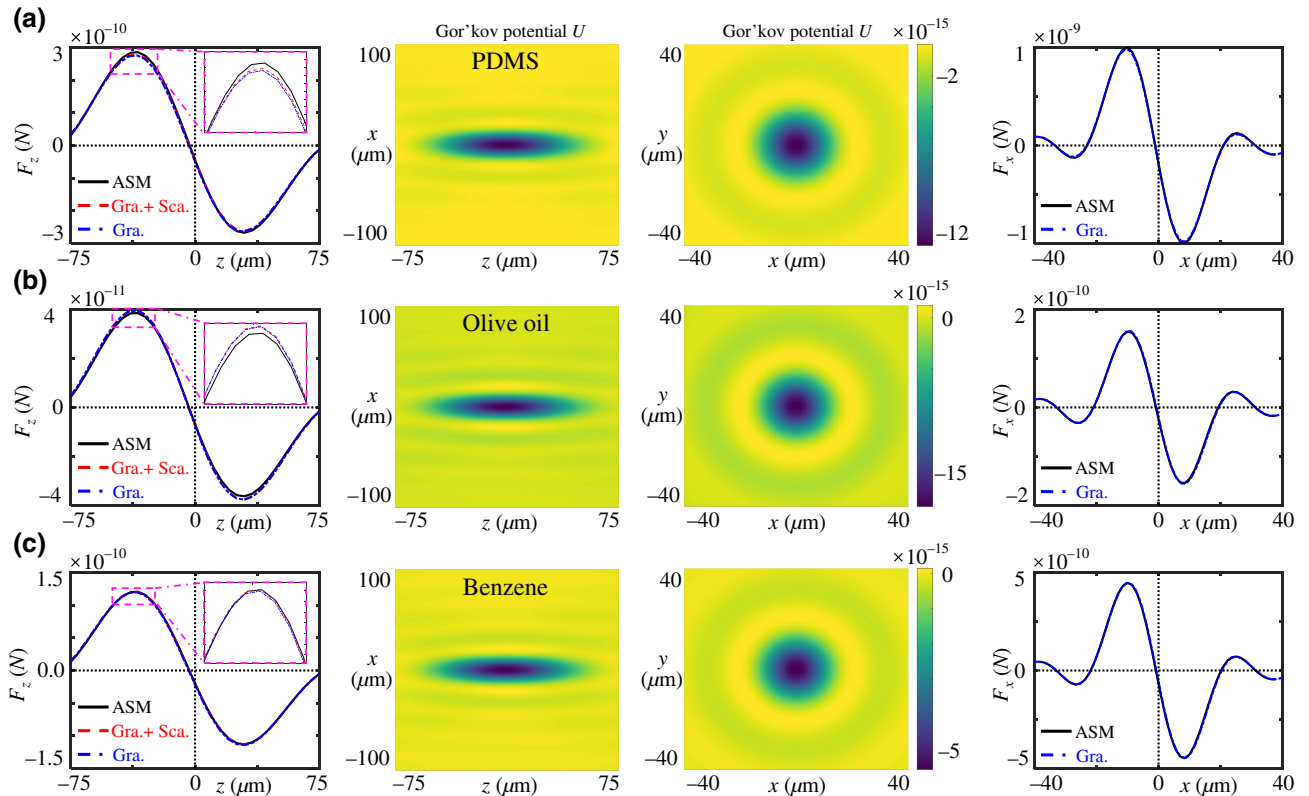 (a)
×10⁻¹⁰
3
0
−3
F_z (N)
ASM
Gra.+ Sca.
Gra.
−75
0
75
z (µm)
Gor'kov potential U
PDMS
100
x
(µm)
−100
−75
z (µm)
75
Gor'kov potential U
×10⁻¹⁵
40
y
(µm)
−40
−40
x (µm)
40
−2
−12
×10⁻⁹
1
0
−1
F_x (N)
ASM
Gra.
−40
0
40
x (µm)
(b)
×10⁻¹¹
4
0
−4
F_z (N)
ASM
Gra.+ Sca.
Gra.
−75
0
75
z (µm)
Olive oil
100
x
(µm)
−100
−75
z (µm)
75
×10⁻¹⁵
40
y
(µm)
−40
−40
x (µm)
40
0
−15
×10⁻¹⁰
2
0
−2
F_x (N)
ASM
Gra.
−40
0
40
x (µm)
(c)
×10⁻¹⁰
1.5
0.0
−1.5
F_z (N)
ASM
Gra.+ Sca.
Gra.
−75
0
75
z (µm)
Benzene
100
x
(µm)
−100
−75
z (µm)
75
×10⁻¹⁵
40
y
(µm)
−40
−40
x (µm)
40
0
−5
×10⁻¹⁰
5
0
−5
F_x (N)
ASM
Gra.
−40
0
40
x (µm)